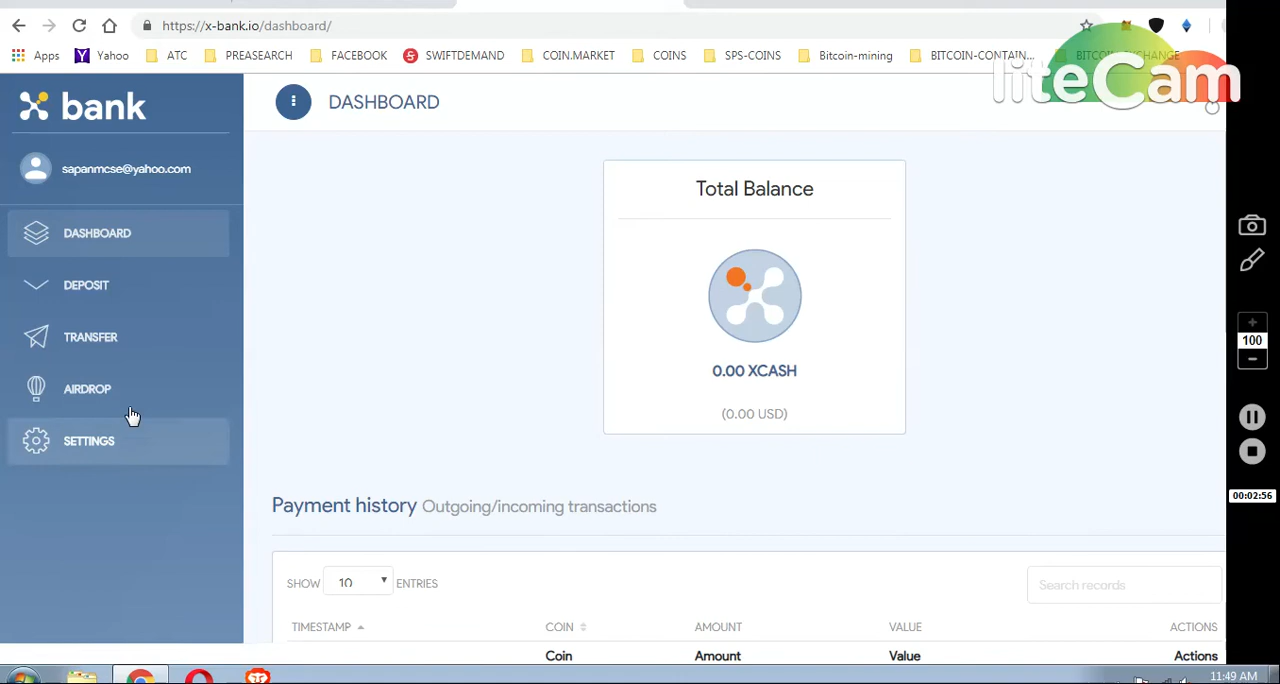 https://x-bank.io/dashboard/
Apps Yahoo ATC PREASEARCH FACEBOOK SWIFTDEMAND COIN.MARKET COINS SPS-COINS Bitcoin-mining BITCOIN-CONTAIN... BITCOIN-EXCHANGE
liteCam
bank
DASHBOARD
sapanmcse@yahoo.com
Total Balance
DASHBOARD
DEPOSIT
TRANSFER
AIRDROP
SETTINGS
0.00 XCASH
(0.00 USD)
100
00:02:56
Payment history Outgoing/incoming transactions
SHOW 10 ENTRIES
Search records
TIMESTAMP COIN AMOUNT VALUE ACTIONS
Coin Amount Value Actions
11:49 AM